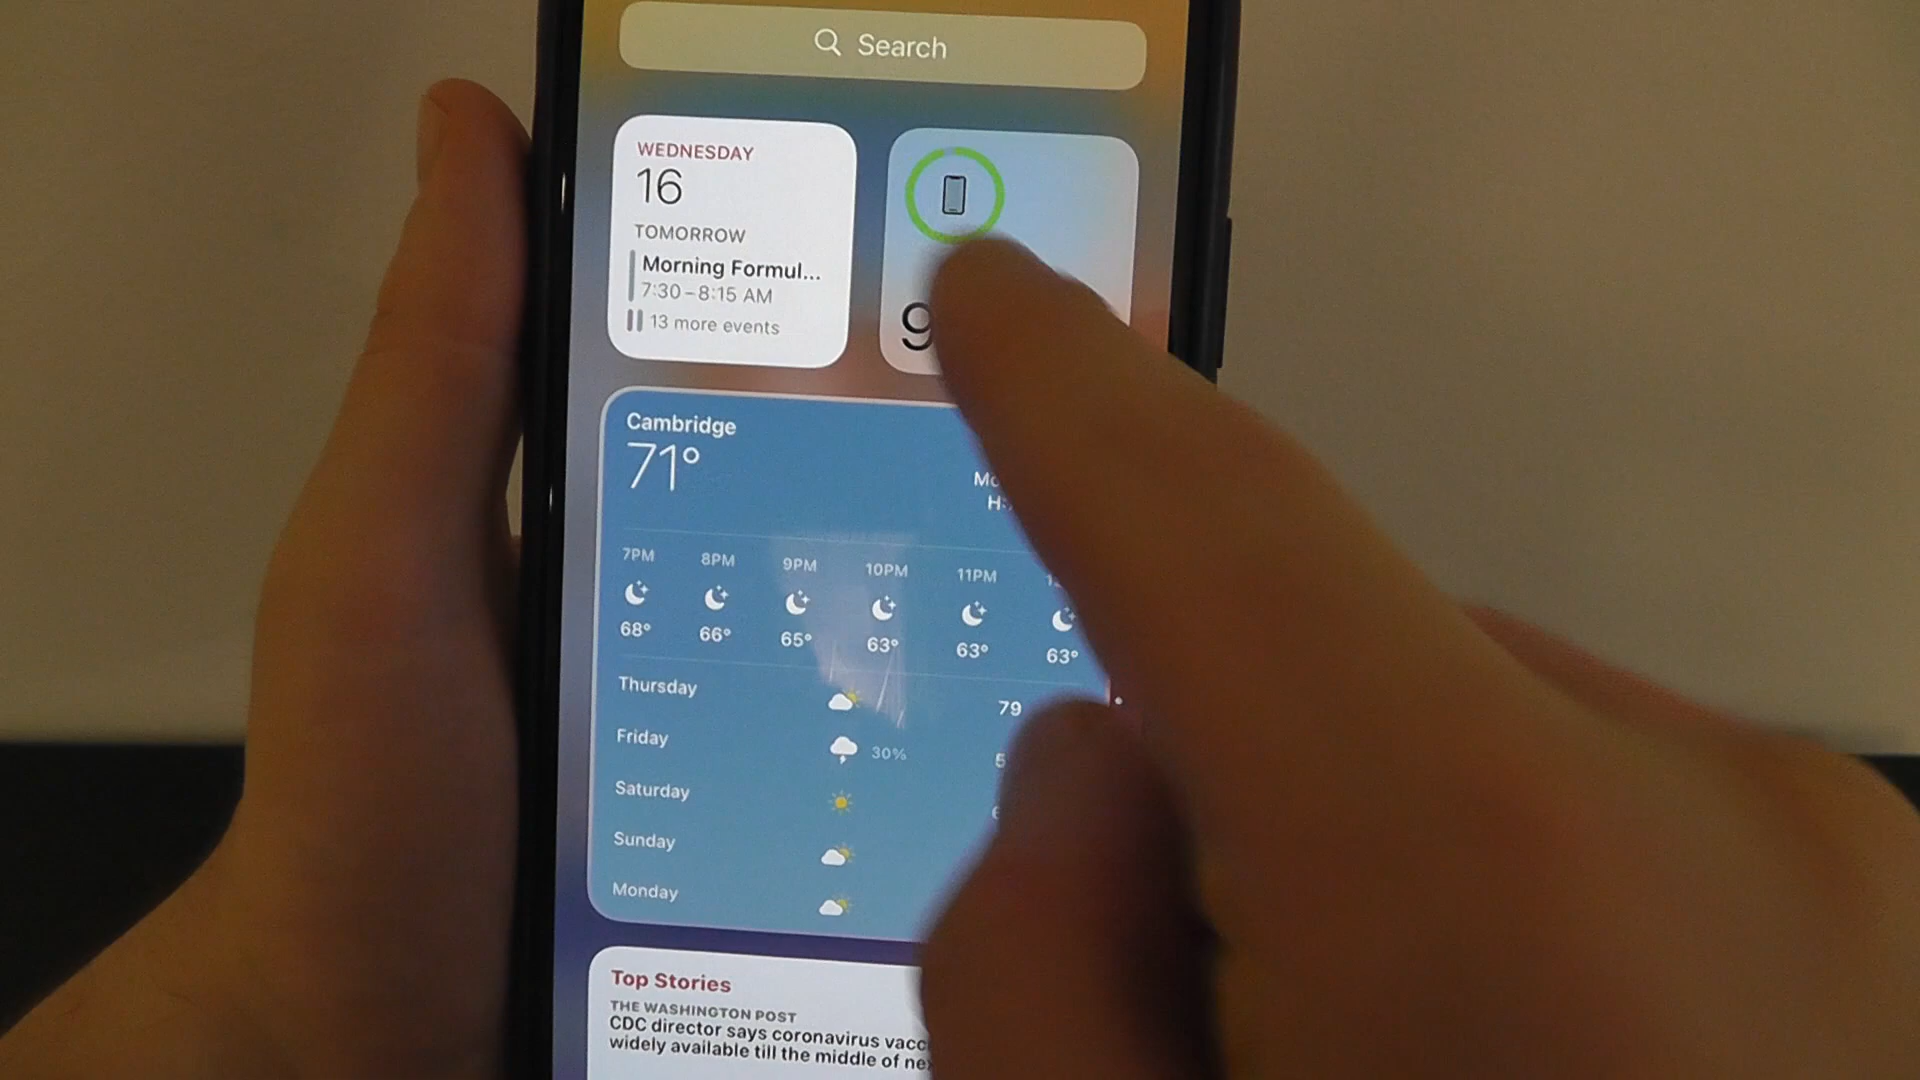 Search
WEDNESDAY
16
TOMORROW
Morning Formul...
7:30 – 8:15 AM
13 more events
9
Cambridge
71°
7PM 8PM 9PM 10PM 11PM
68° 66° 65° 63° 63° 63°
Thursday 79
Friday 30%
Saturday
Sunday
Monday
Top Stories
THE WASHINGTON POST
CDC director says coronavirus
widely available till the middle of